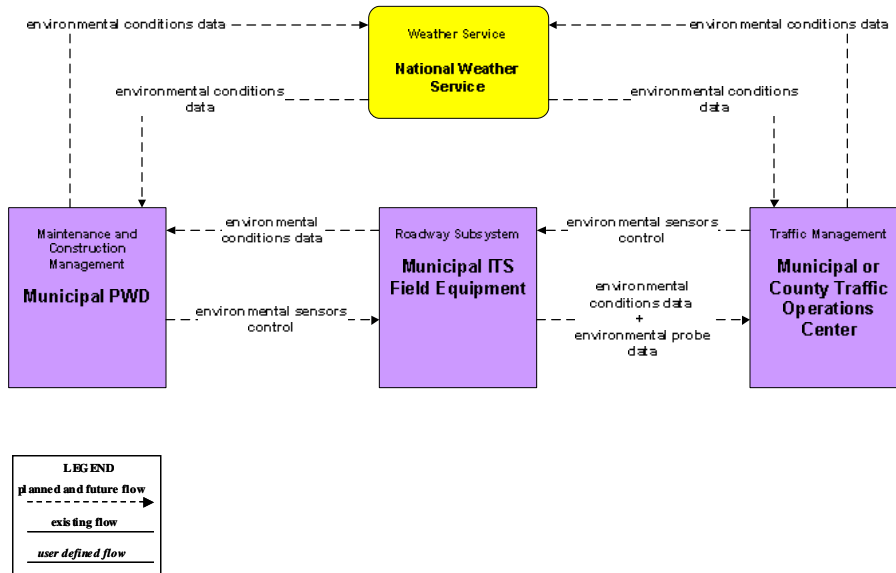 environmental conditions data
Weather Service
National Weather
Service
environmental conditions data
environmental conditions
data
environmental conditions
data
Maintenance and
Construction
Management
Municipal PWD
environmental
conditions data
environmental sensors
control
Roadway Subsystem
Municipal ITS
Field Equipment
environmental sensors
control
environmental
conditions data
+
environmental probe
data
Traffic Management
Municipal or
County Traffic
Operations
Center
LEGEND
planned and future flow
existing flow
user defined flow